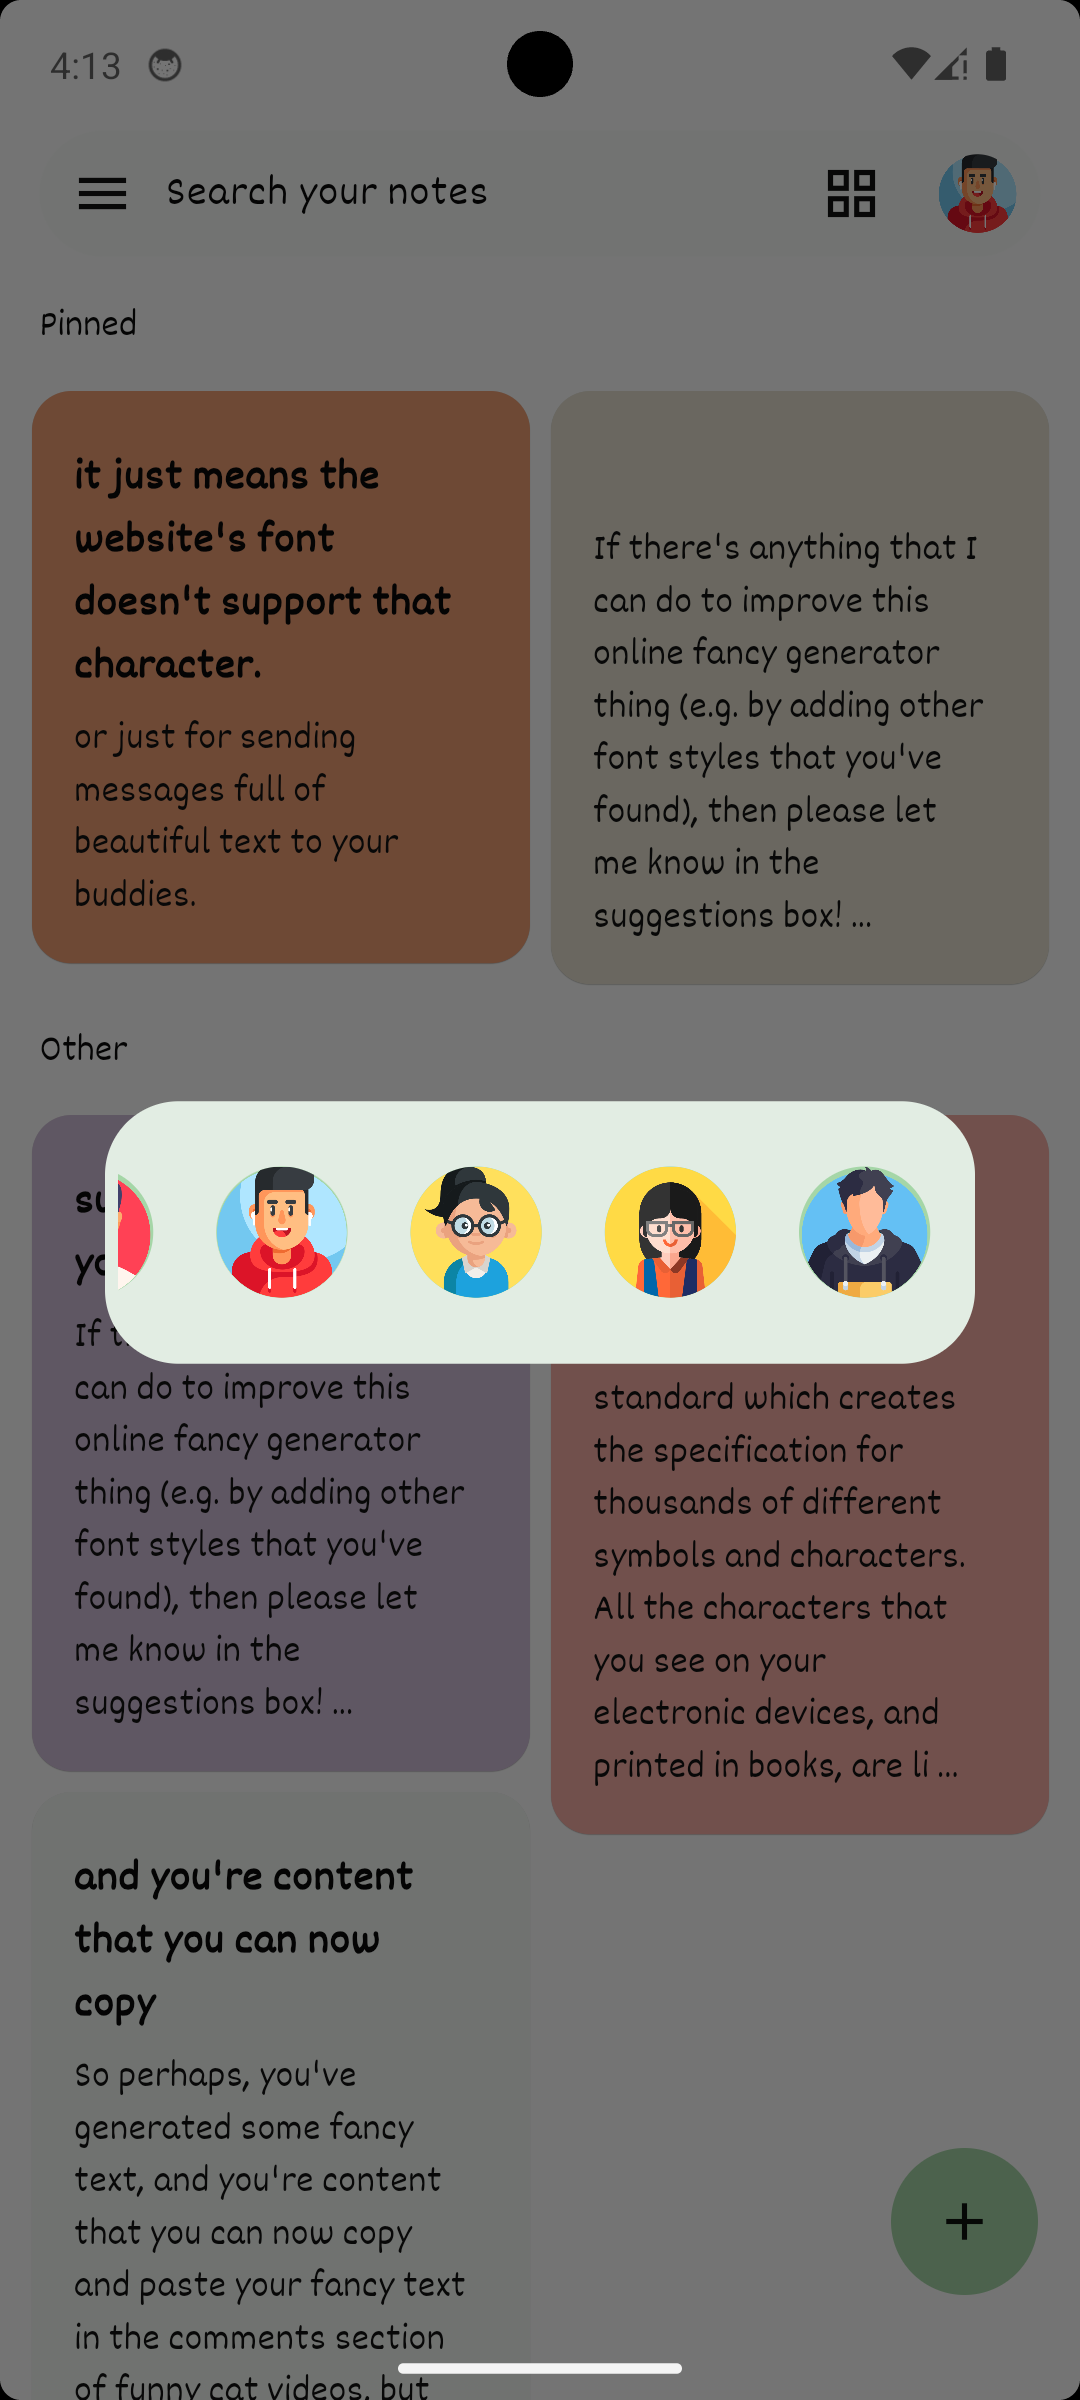 4:13
Search your notes
Pinned
it just means the
website's font
doesn't support that
character.
or just for sending
messages full of
beautiful text to your
buddies.
If there's anything that I
can do to improve this
online fancy generator
thing (e.g. by adding other
font styles that you've
found), then please let
me know in the
suggestions box! ...
Other
If
can do to improve this
online fancy generator
thing (e.g. by adding other
font styles that you've
found), then please let
me know in the
suggestions box! ...
standard which creates
the specification for
thousands of different
symbols and characters.
All the characters that
you see on your
electronic devices, and
printed in books, are li ...
and you're content
that you can now
copy
So perhaps, you've
generated some fancy
text, and you're content
that you can now copy
and paste your fancy text
in the comments section
of funny cat videos, but